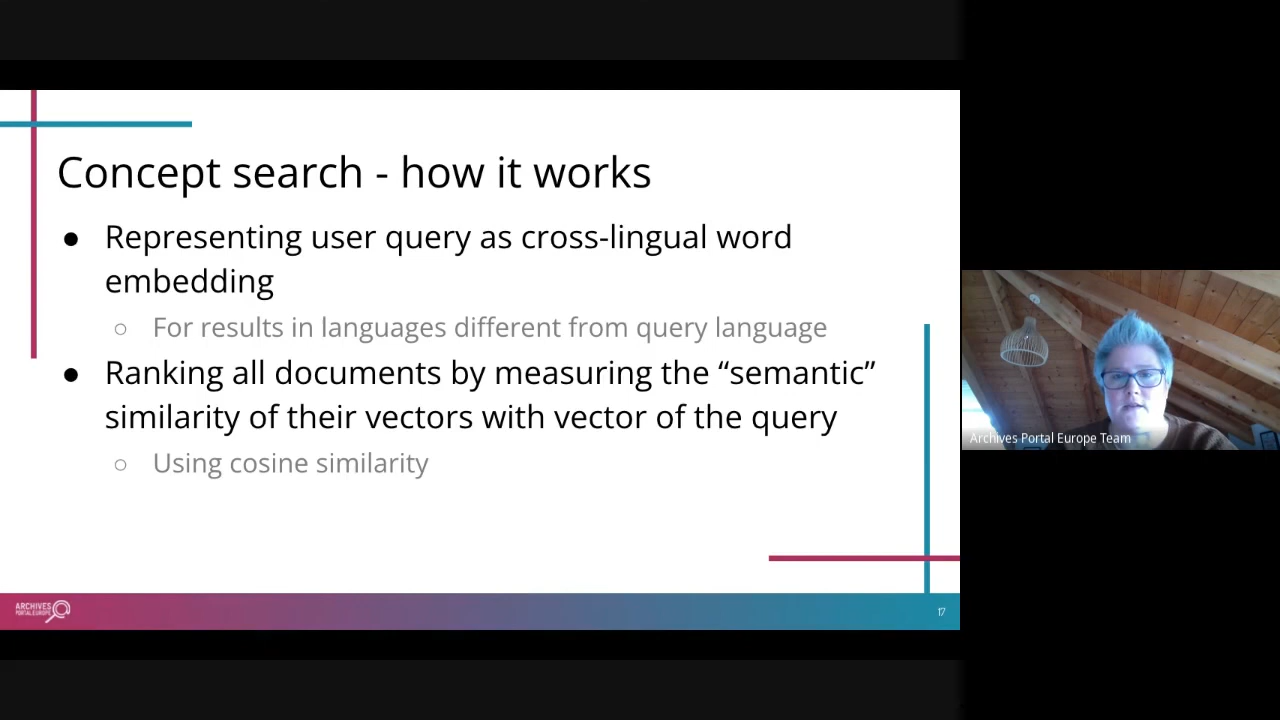 Concept search - how it works
● Representing user query as cross-lingual word
embedding
○ For results in languages different from query language
● Ranking all documents by measuring the “semantic”
similarity of their vectors with vector of the query
○ Using cosine similarity
Archives Portal Europe Team
ARCHIVES
PORTAL EUROPE
17